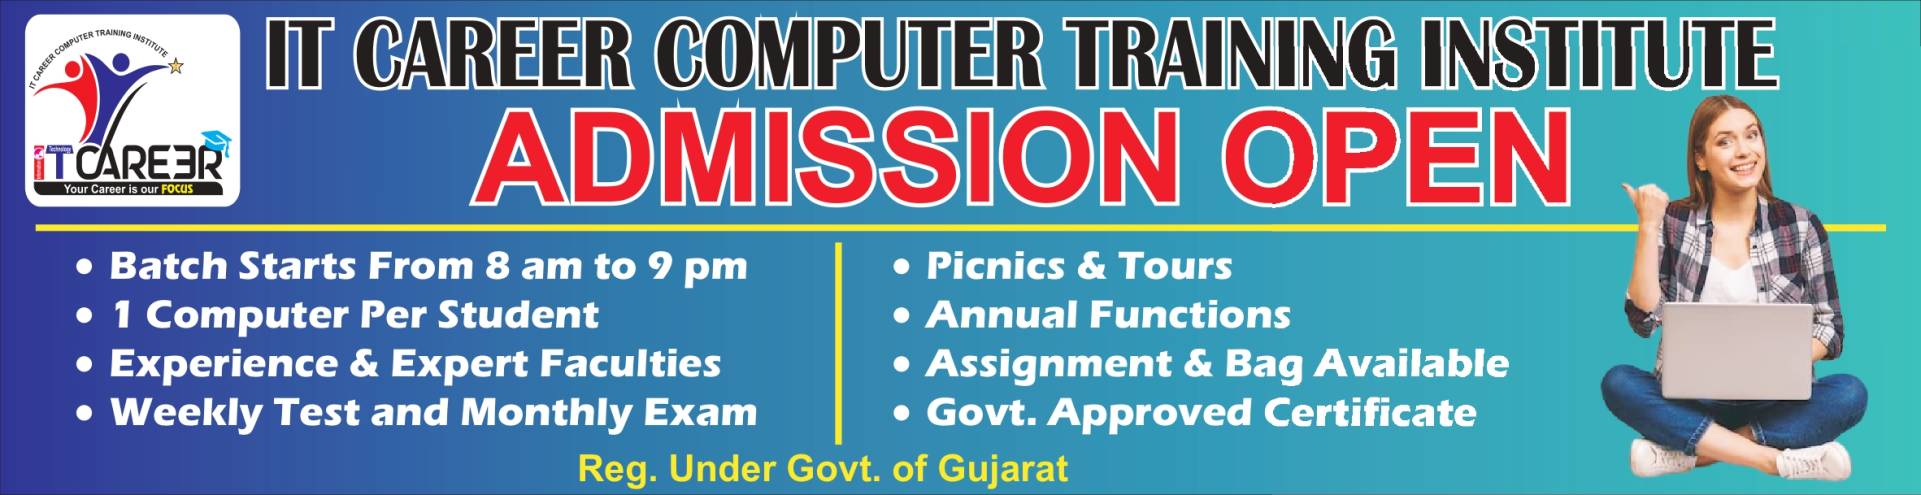 IT CAREER COMPUTER TRAINING INSTITUTE
IT CAREER COMPUTER TRAINING INSTITUTE
ADMISSION OPEN
Technology
iT CAREER
Your Career is our FOCUS
• Batch Starts From 8 am to 9 pm
• 1 Computer Per Student
• Experience & Expert Faculties
• Weekly Test and Monthly Exam
• Picnics & Tours
• Annual Functions
• Assignment & Bag Available
• Govt. Approved Certificate
Reg. Under Govt. of Gujarat